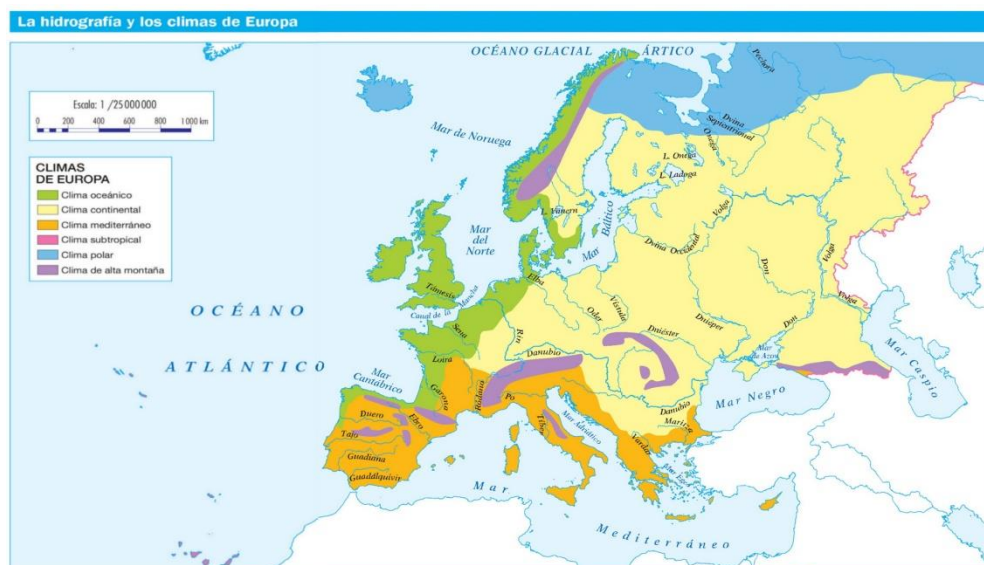 La hidrografía y los climas de Europa
OCÉANO GLACIAL ÁRTICO
Pechora
Escala: 1 /25 000 000
0 200 400 600 800 1 000 km
Mar de Noruega
Dvina
Septentrional
Onega
CLIMAS
DE EUROPA
Clima oceánico
Clima continental
Clima mediterráneo
Clima subtropical
Clima polar
Clima de alta montaña
L. Onega
L. Ladoga
L. Vänern
Mar
Báltico
Mar
del
Norte
Volga
Dvina Occidental
Volga
Don
Volga
Támesis
Canal de la Mancha
Elba
Oder
Vístula
Dniéster
Dniéper
Don
OCÉANO
ATLÁNTICO
Sena
Rin
Loira
Danubio
Mar
de Azov
Mar Caspio
Mar
Cantábrico
Garona
Ródano
Po
Mar Negro
Danubio
Maritza
Duero
Ebro
Tíber
Mar Adriático
Vardar
Tajo
Guadiana
Guadalquivir
Mar
Mediterráneo